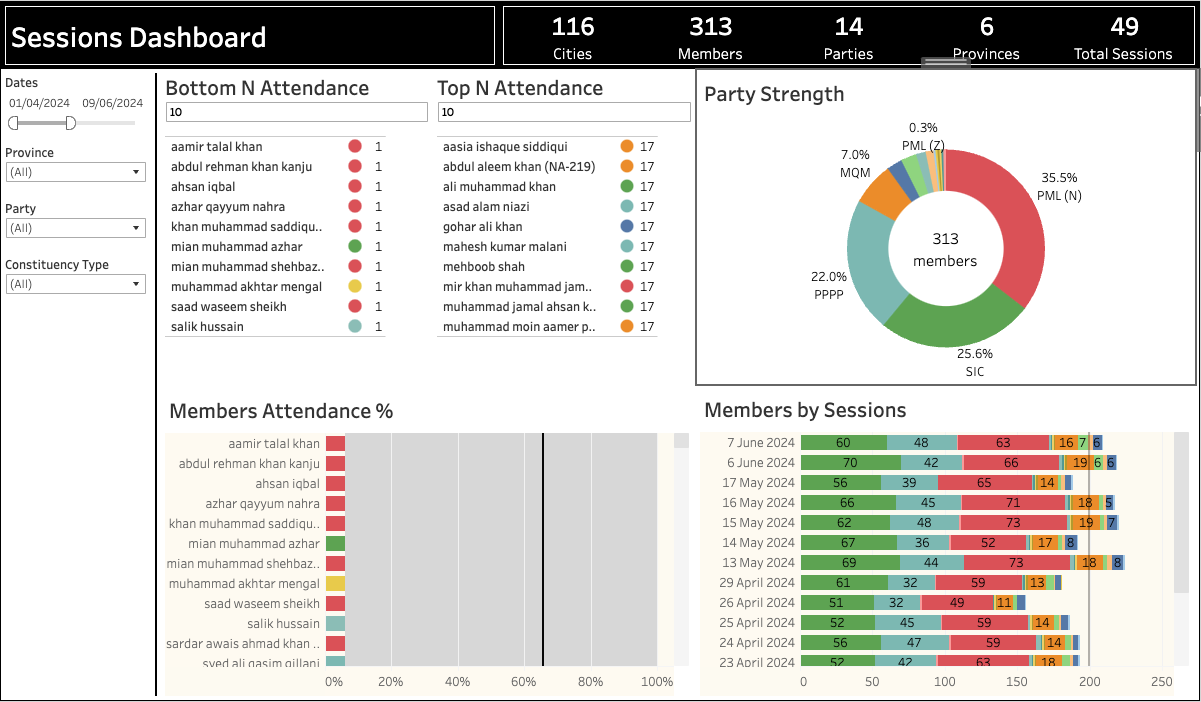 Sessions Dashboard
116
Cities
313
Members
14
Parties
6
Provinces
49
Total Sessions
Dates
01/04/2024 09/06/2024
Province
(All)
Party
(All)
Constituency Type
(All)
Bottom N Attendance
10
aamir talal khan 1
abdul rehman khan kanju 1
ahsan iqbal 1
azhar qayyum nahra 1
khan muhammad saddiqu.. 1
mian muhammad azhar 1
mian muhammad shehbaz.. 1
muhammad akhtar mengal 1
saad waseem sheikh 1
salik hussain 1
Top N Attendance
10
aasia ishaque siddiqui 17
abdul aleem khan (NA-219) 17
ali muhammad khan 17
asad alam niazi 17
gohar ali khan 17
mahesh kumar malani 17
mehboob shah 17
mir khan muhammad jam.. 17
muhammad jamal ahsan k.. 17
muhammad moin aamer p.. 17
Party Strength
0.3%
PML (Z)
7.0%
MQM
35.5%
PML (N)
22.0%
PPPP
25.6%
SIC
313
members
Members Attendance %
aamir talal khan
abdul rehman khan kanju
ahsan iqbal
azhar qayyum nahra
khan muhammad saddiqu..
mian muhammad azhar
mian muhammad shehbaz..
muhammad akhtar mengal
saad waseem sheikh
salik hussain
sardar awais ahmad khan ..
syed ali qasim gillani
0% 20% 40% 60% 80% 100%
Members by Sessions
7 June 2024 60 48 63 16 7 6
6 June 2024 70 42 66 19 6 6
17 May 2024 56 39 65 14
16 May 2024 66 45 71 18 5
15 May 2024 62 48 73 19 7
14 May 2024 67 36 52 17 8
13 May 2024 69 44 73 18 8
29 April 2024 61 32 59 13
26 April 2024 51 32 49 11
25 April 2024 52 45 59 14
24 April 2024 56 47 59 14
23 April 2024 52 42 63 18
0 50 100 150 200 250